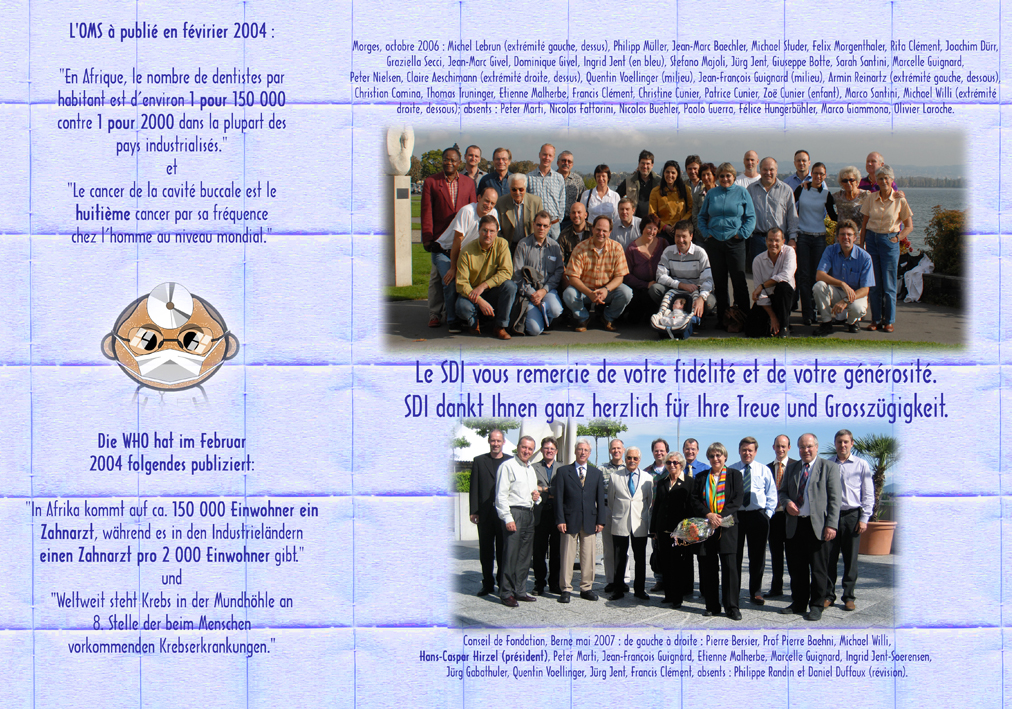 L'OMS à publié en février 2004 :
"En Afrique, le nombre de dentistes par
habitant est d'environ 1 pour 150 000
contre 1 pour 2000 dans la plupart des
pays industrialisés."
et
"Le cancer de la cavité buccale est le
huitième cancer par sa fréquence
chez l'homme au niveau mondial."
Die WHO hat im Februar
2004 folgendes publiziert:
"In Afrika kommt auf ca. 150 000 Einwohner ein
Zahnarzt, während es in den Industrieländern
einen Zahnarzt pro 2 000 Einwohner gibt."
und
"Weltweit steht Krebs in der Mundhöhle an
8. Stelle der beim Menschen
vorkommenden Krebserkrankungen."
Morges, octobre 2006 : Michel Lebrun (extrémité gauche, dessus), Philipp Müller, Jean-Marc Baechler, Michael Studer, Felix Morgenthaler, Rita Clément, Joachim Dürr,
Graziella Secci, Jean-Marc Givel, Dominique Givel, Ingrid Jent (en bleu), Stefano Majoli, Jürg Jent, Giuseppe Botte, Sarah Santini, Marcelle Guignard,
Peter Nielsen, Claire Aeschimann (extrémité droite, dessus), Quentin Voellinger (milieu), Jean-François Guignard (milieu), Armin Reinartz (extrémité gauche, dessous),
Christian Comina, Thomas Truninger, Etienne Malherbe, Francis Clément, Christine Cunier, Patrice Cunier, Zoë Cunier (enfant), Marco Santini, Michael Willi (extrémité
droite, dessous); absents : Peter Marti, Nicolas Fattorini, Nicolas Buehler, Paolo Guerra, Félice Hungerbühler, Marco Giammona, Olivier Laroche.
Le SDI vous remercie de votre fidélité et de votre générosité.
SDI dankt Ihnen ganz herzlich für Ihre Treue und Grosszügigkeit.
Conseil de Fondation, Berne mai 2007 : de gauche à droite : Pierre Bersier, Prof Pierre Baehni, Michael Willi,
Hans-Caspar Hirzel (président), Peter Marti, Jean-François Guignard, Etienne Malherbe, Marcelle Guignard, Ingrid Jent-Soerensen,
Jürg Gabathuler, Quentin Voellinger, Jürg Jent, Francis Clément, absents : Philippe Randin et Daniel Duffaux (révision).